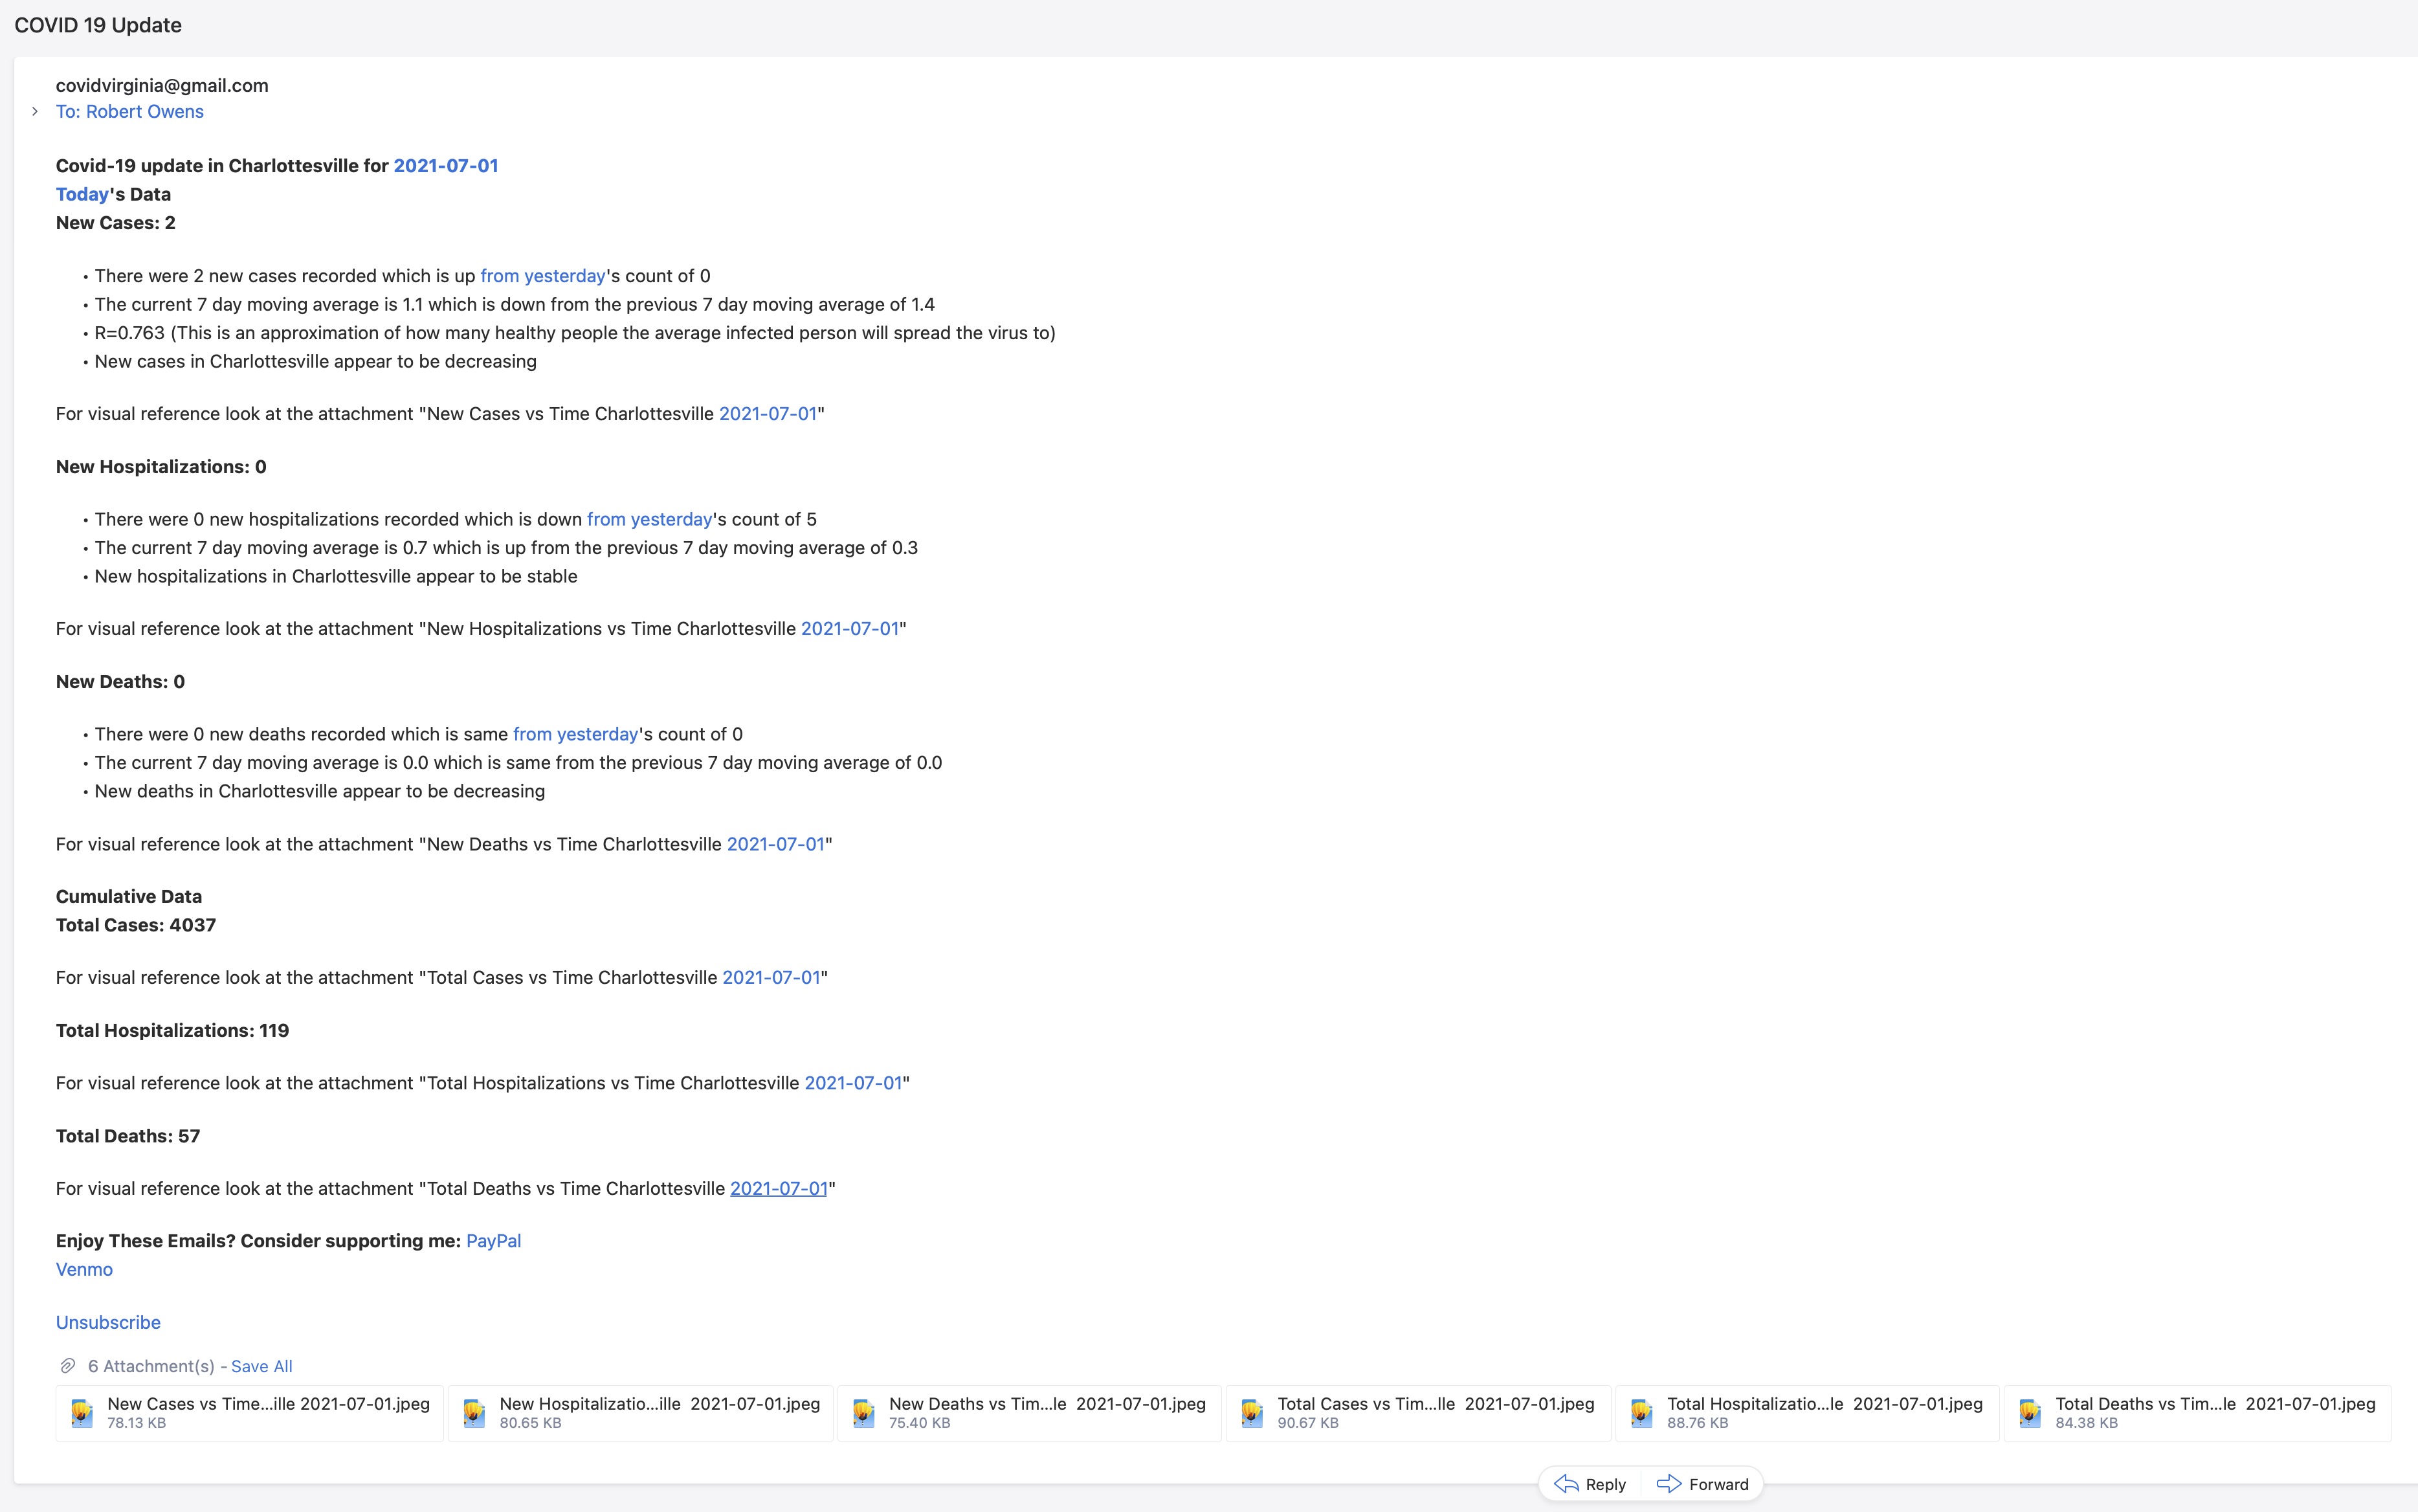 COVID 19 Update
covidvirginia@gmail.com
To: Robert Owens
Covid-19 update in Charlottesville for 2021-07-01
Today's Data
New Cases: 2
• There were 2 new cases recorded which is up from yesterday's count of 0
• The current 7 day moving average is 1.1 which is down from the previous 7 day moving average of 1.4
• R=0.763 (This is an approximation of how many healthy people the average infected person will spread the virus to)
• New cases in Charlottesville appear to be decreasing
For visual reference look at the attachment "New Cases vs Time Charlottesville 2021-07-01"
New Hospitalizations: 0
• There were 0 new hospitalizations recorded which is down from yesterday's count of 5
• The current 7 day moving average is 0.7 which is up from the previous 7 day moving average of 0.3
• New hospitalizations in Charlottesville appear to be stable
For visual reference look at the attachment "New Hospitalizations vs Time Charlottesville 2021-07-01"
New Deaths: 0
• There were 0 new deaths recorded which is same from yesterday's count of 0
• The current 7 day moving average is 0.0 which is same from the previous 7 day moving average of 0.0
• New deaths in Charlottesville appear to be decreasing
For visual reference look at the attachment "New Deaths vs Time Charlottesville 2021-07-01"
Cumulative Data
Total Cases: 4037
For visual reference look at the attachment "Total Cases vs Time Charlottesville 2021-07-01"
Total Hospitalizations: 119
For visual reference look at the attachment "Total Hospitalizations vs Time Charlottesville 2021-07-01"
Total Deaths: 57
For visual reference look at the attachment "Total Deaths vs Time Charlottesville 2021-07-01"
Enjoy These Emails? Consider supporting me: PayPal
Venmo
Unsubscribe
6 Attachment(s) - Save All
New Cases vs Time...ille 2021-07-01.jpeg
78.13 KB
New Hospitalizatio...ille 2021-07-01.jpeg
80.65 KB
New Deaths vs Tim...le 2021-07-01.jpeg
75.40 KB
Total Cases vs Tim...lle 2021-07-01.jpeg
90.67 KB
Total Hospitalizatio...le 2021-07-01.jpeg
88.76 KB
Total Deaths vs Tim...le 2021-07-01.jpeg
84.38 KB
Reply
Forward